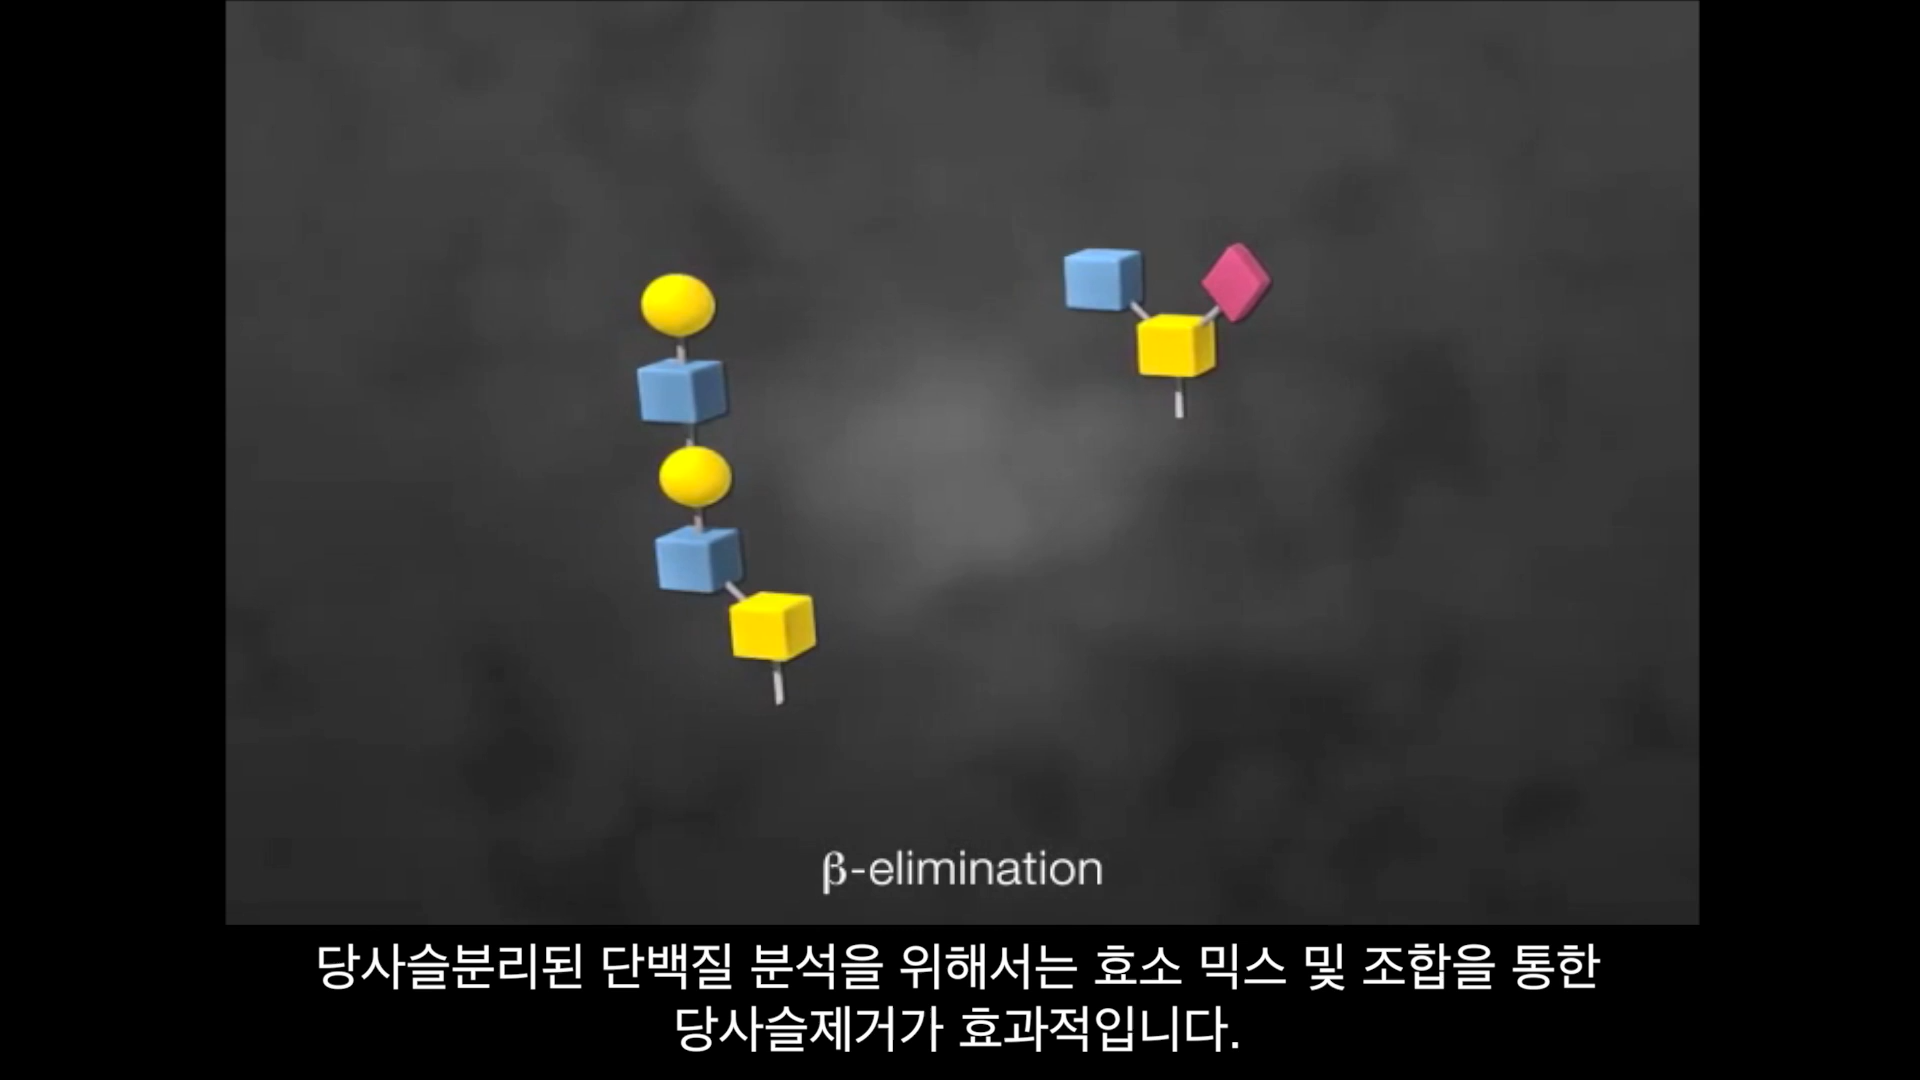 β-elimination
당사슬분리된 단백질 분석을 위해서는 효소 믹스 및 조합을 통한
당사슬제거가 효과적입니다.